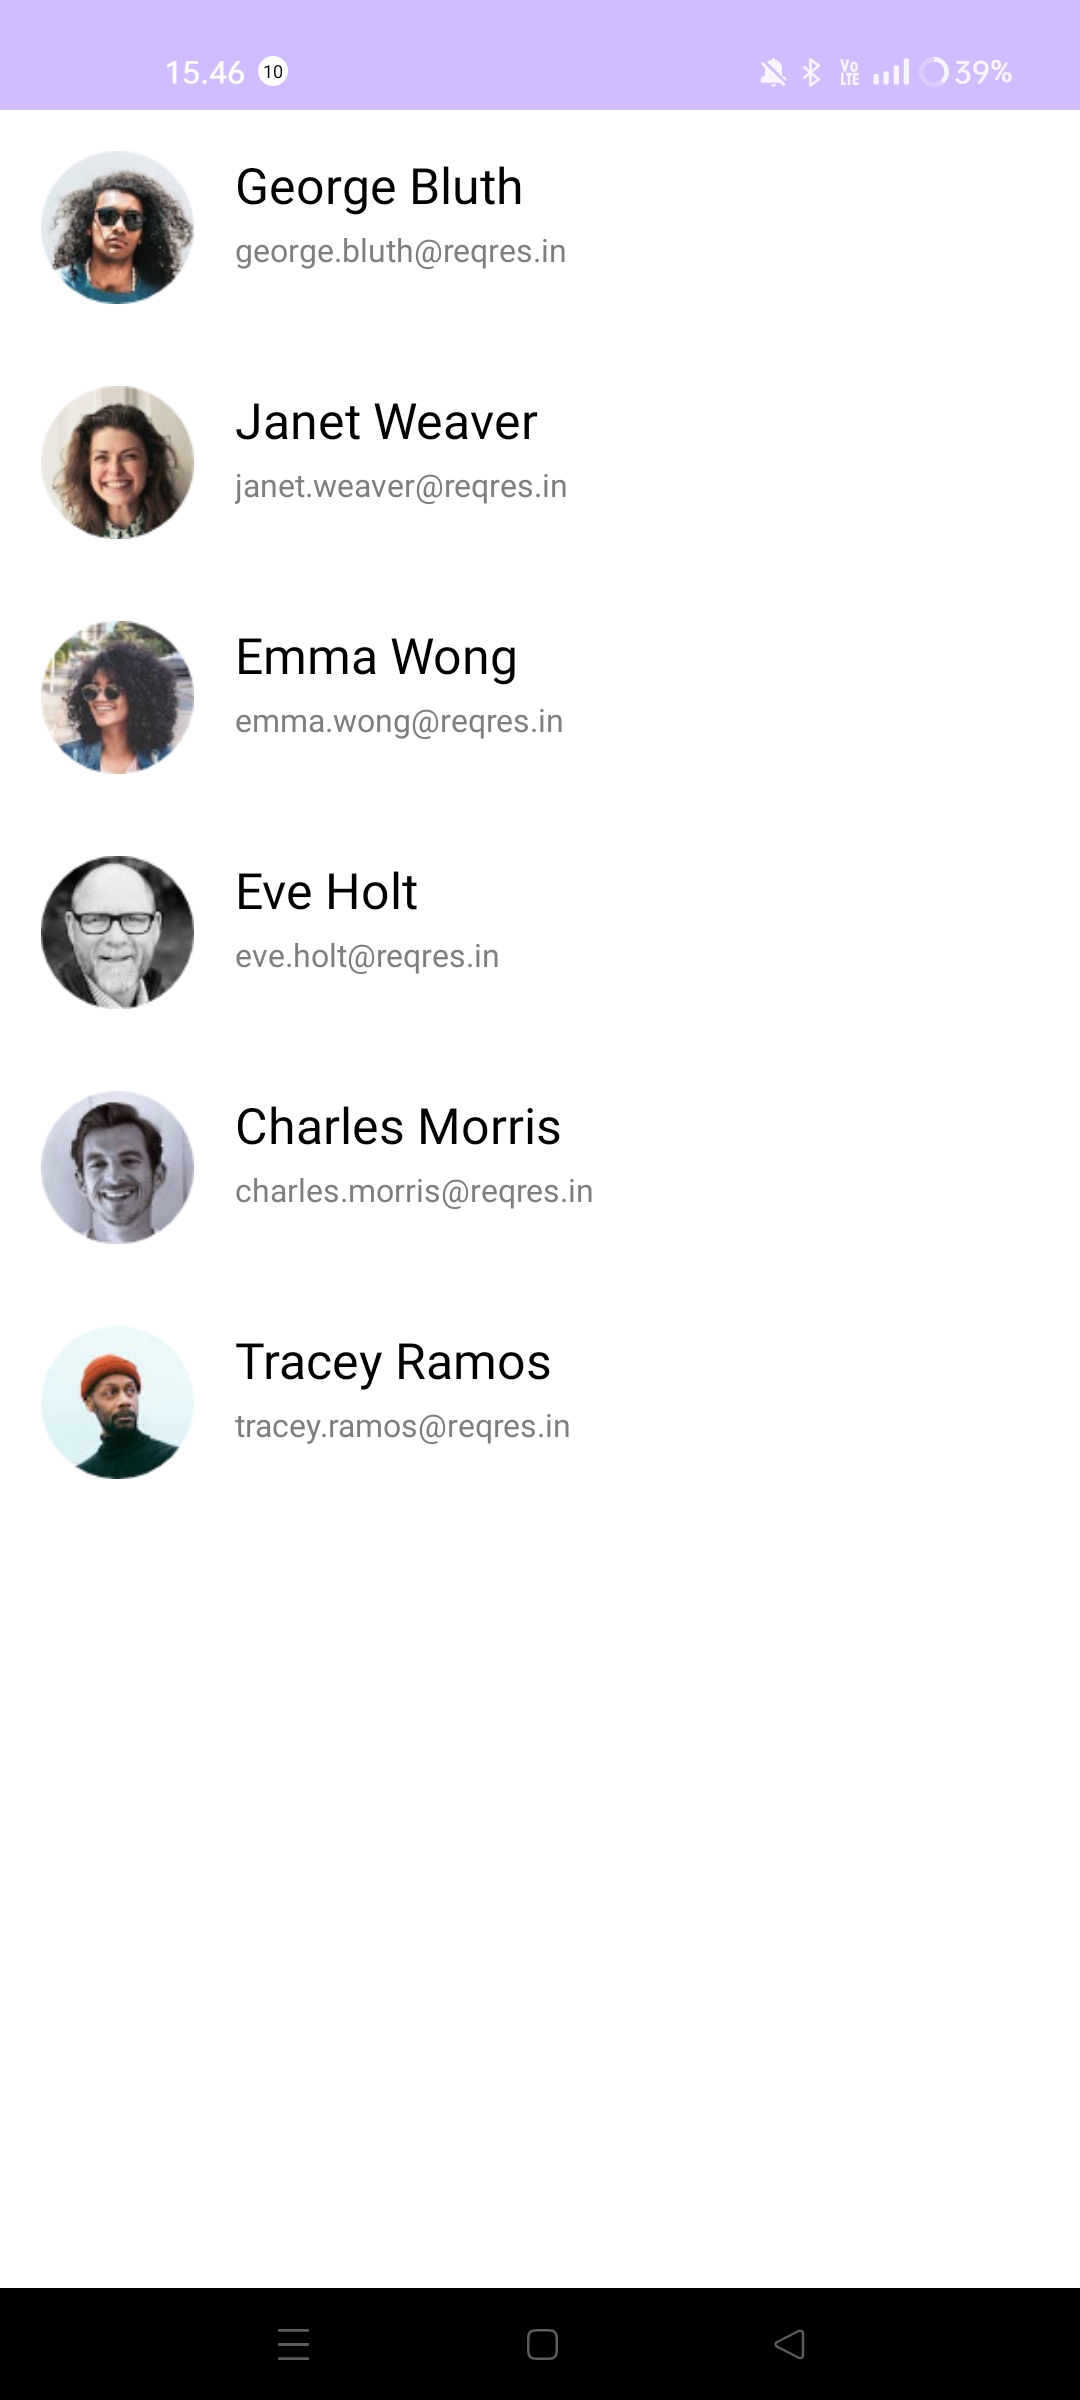 15.46 10 Vo LTE 39%
George Bluth
george.bluth@reqres.in
Janet Weaver
janet.weaver@reqres.in
Emma Wong
emma.wong@reqres.in
Eve Holt
eve.holt@reqres.in
Charles Morris
charles.morris@reqres.in
Tracey Ramos
tracey.ramos@reqres.in